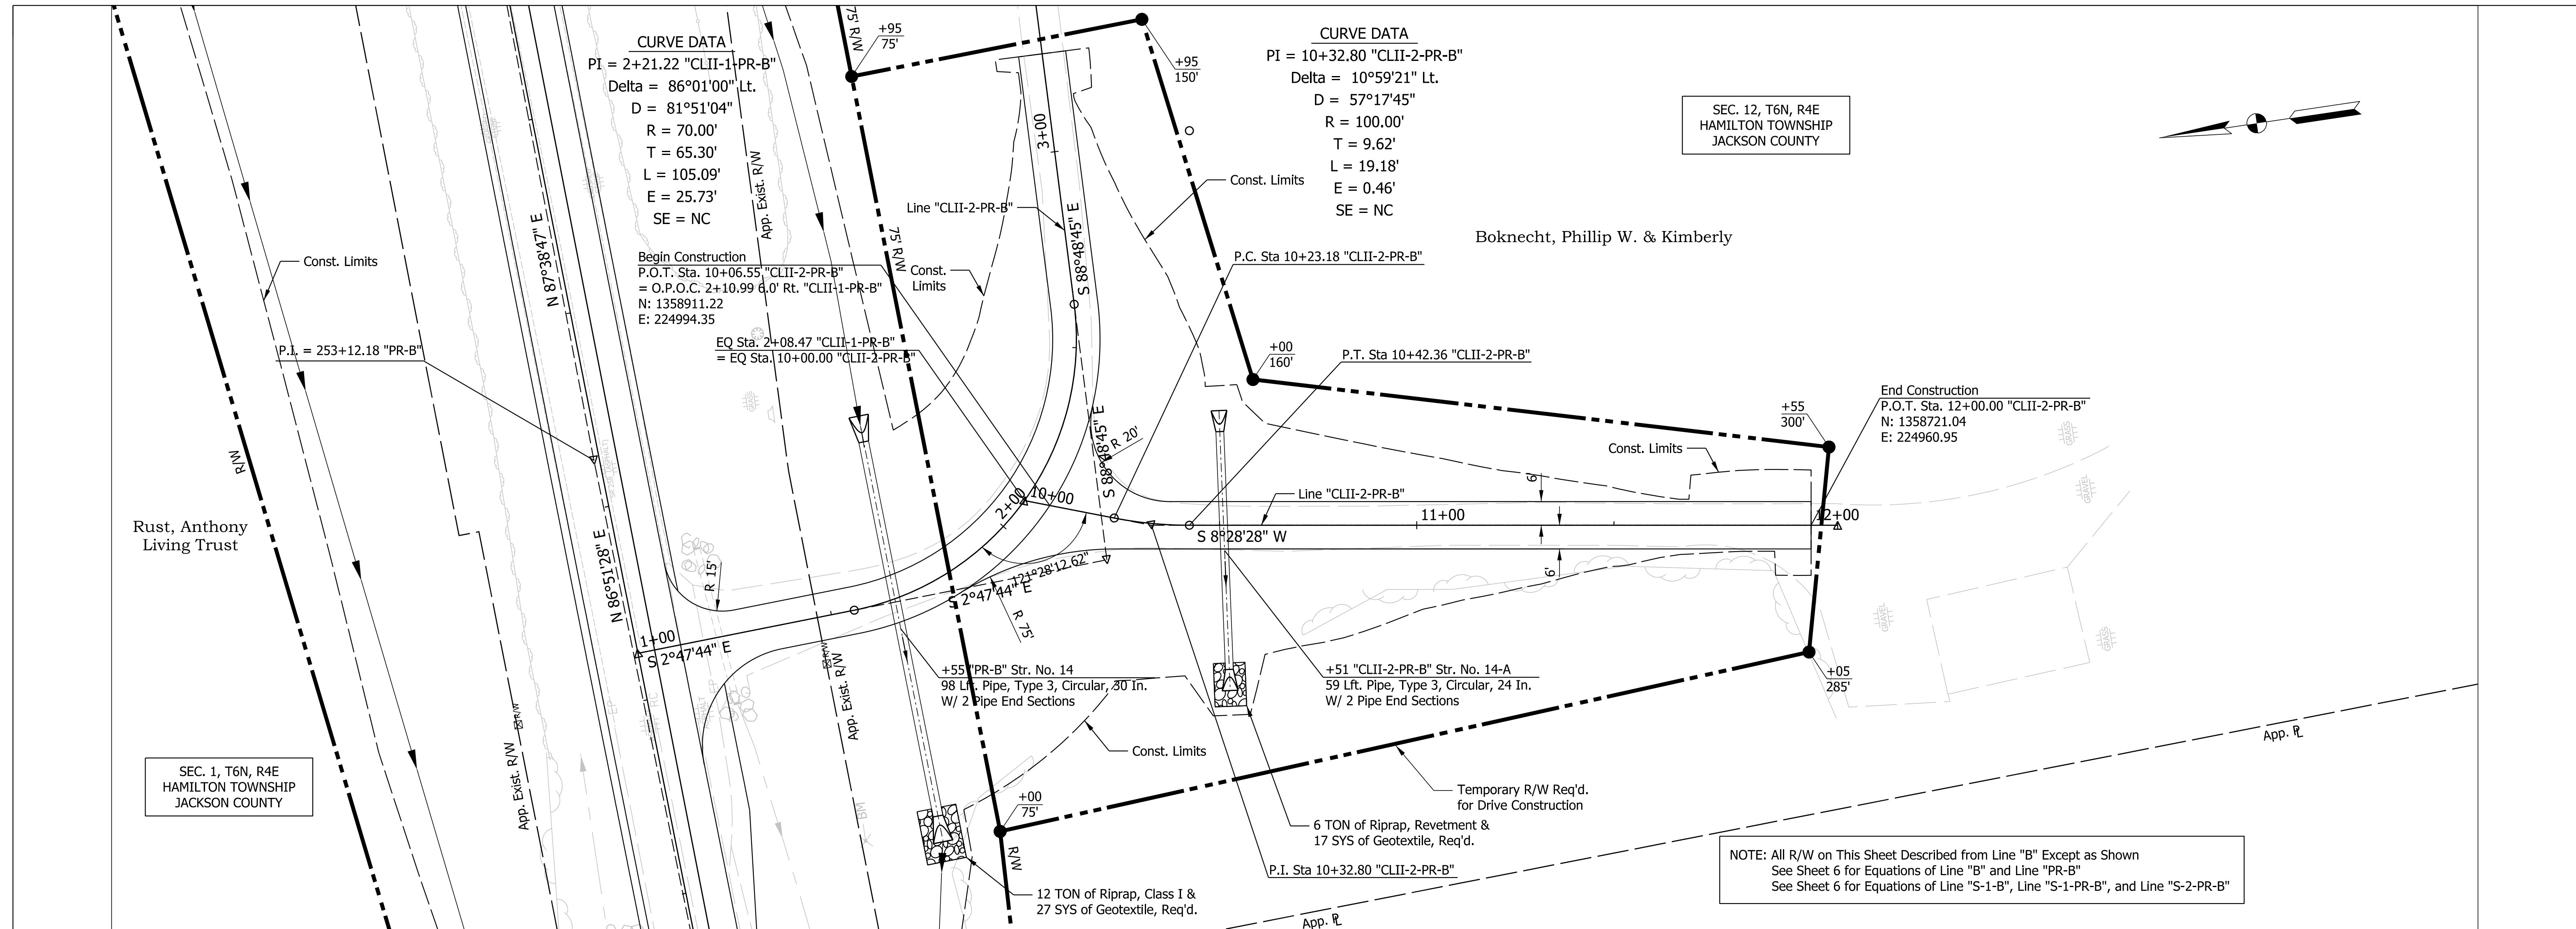 CURVE DATA
PI = 2+21.22 "CLII-1-PR-B"
Delta = 86°01'00" Lt.
D = 81°51'04"
R = 70.00'
T = 65.30'
L = 105.09'
E = 25.73'
SE = NC
CURVE DATA
PI = 10+32.80 "CLII-2-PR-B"
Delta = 10°59'21" Lt.
D = 57°17'45"
R = 100.00'
T = 9.62'
L = 19.18'
E = 0.46'
SE = NC
75' R/W
+95
75'
+95
150'
SEC. 12, T6N, R4E
HAMILTON TOWNSHIP
JACKSON COUNTY
Boknecht, Phillip W. & Kimberly
Const. Limits
3+00
Line "CLII-2-PR-B"
S 88°48'45" E
App. Exist. R/W
75' R/W
N 87°38'47" E
Const. Limits
Begin Construction
P.O.T. Sta. 10+06.55 "CLII-2-PR-B"
= O.P.O.C. 2+10.99 6.0' Rt. "CLII-1-PR-B"
N: 1358911.22
E: 224994.35
Const.
Limits
P.C. Sta 10+23.18 "CLII-2-PR-B"
EQ Sta. 2+08.47 "CLII-1-PR-B"
= EQ Sta. 10+00.00 "CLII-2-PR-B"
P.I. = 253+12.18 "PR-B"
+00
160'
P.T. Sta 10+42.36 "CLII-2-PR-B"
+55
300'
End Construction
P.O.T. Sta. 12+00.00 "CLII-2-PR-B"
N: 1358721.04
E: 224960.95
R/W
S 88°48'45" E
R 20'
Const. Limits
GRASS
GRAVEL
6'
Line "CLII-2-PR-B"
2+00
10+00
11+00
12+00
S 8°28'28" W
6'
Rust, Anthony
Living Trust
N 86°51'28" E
R 15'
121°28'12.62"
S 2°47'44" E
R 75'
1+00
S 2°47'44" E
GRAVEL
GRASS
+55 "PR-B" Str. No. 14
98 Lft. Pipe, Type 3, Circular, 30 In.
W/ 2 Pipe End Sections
+51 "CLII-2-PR-B" Str. No. 14-A
59 Lft. Pipe, Type 3, Circular, 24 In.
W/ 2 Pipe End Sections
+05
285'
R/W
R/W
App. Exist. R/W
App. Exist. R/W
EP
EP
BM
App. PL
Const. Limits
SEC. 1, T6N, R4E
HAMILTON TOWNSHIP
JACKSON COUNTY
+00
75'
R/W
Temporary R/W Req'd.
for Drive Construction
6 TON of Riprap, Revetment &
17 SYS of Geotextile, Req'd.
P.I. Sta 10+32.80 "CLII-2-PR-B"
12 TON of Riprap, Class I &
27 SYS of Geotextile, Req'd.
App. PL
NOTE: All R/W on This Sheet Described from Line "B" Except as Shown
See Sheet 6 for Equations of Line "B" and Line "PR-B"
See Sheet 6 for Equations of Line "S-1-B", Line "S-1-PR-B", and Line "S-2-PR-B"